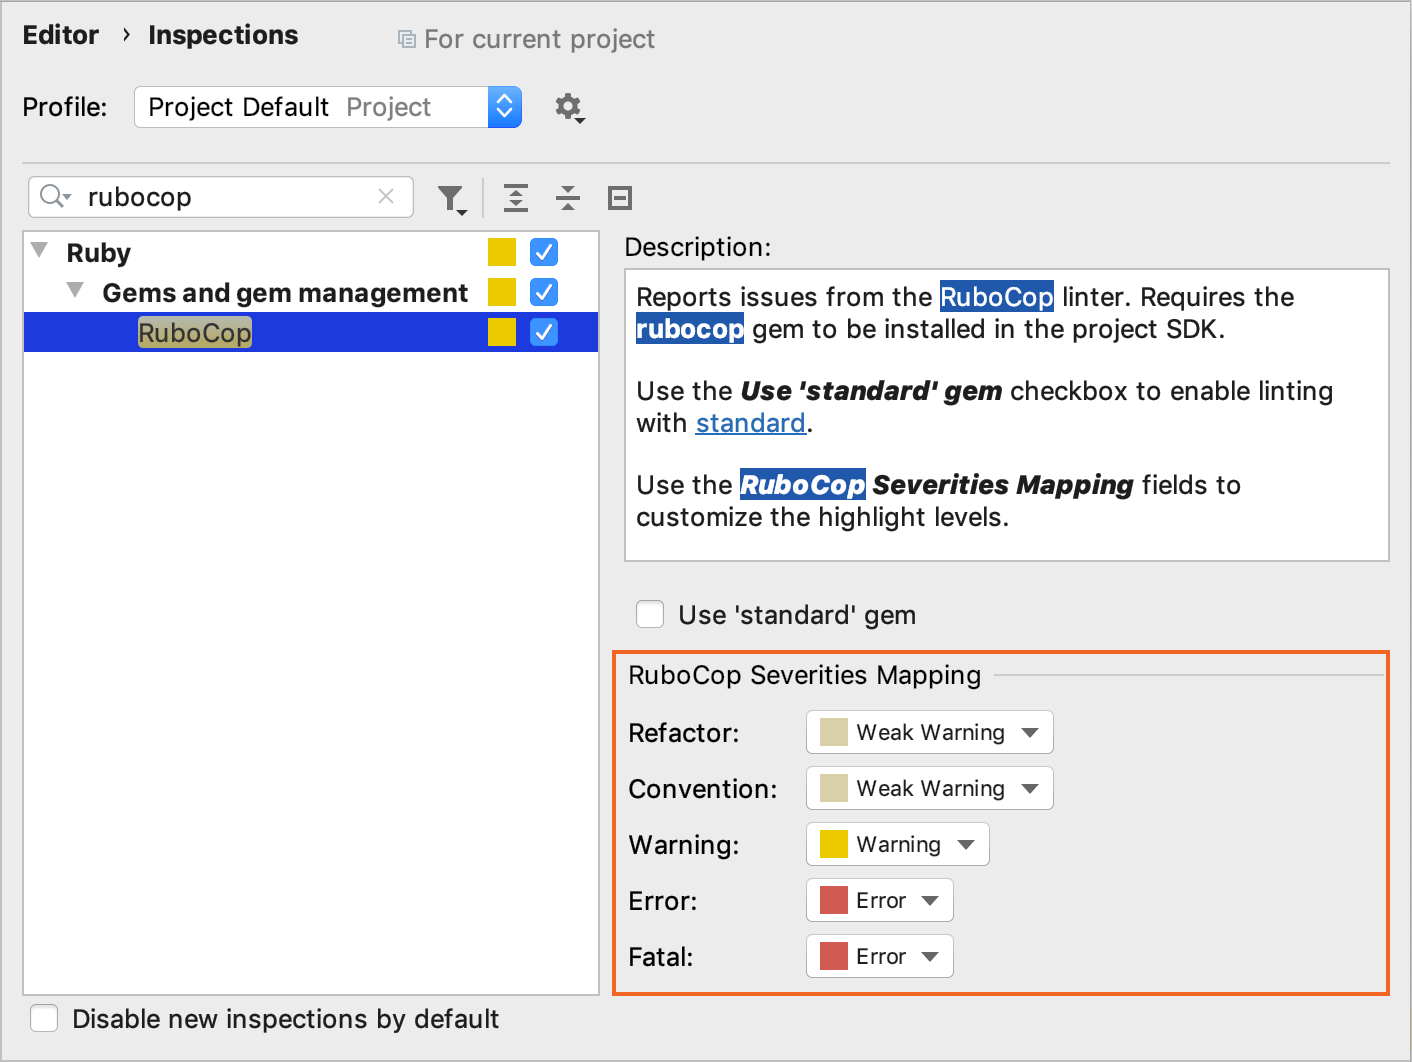 Editor › Inspections For current project
Profile: Project Default Project
rubocop
Ruby
Gems and gem management
RuboCop
Description:
Reports issues from the RuboCop linter. Requires the
rubocop gem to be installed in the project SDK.
Use the Use 'standard' gem checkbox to enable linting
with standard.
Use the RuboCop Severities Mapping fields to
customize the highlight levels.
Use 'standard' gem
RuboCop Severities Mapping
Refactor: Weak Warning
Convention: Weak Warning
Warning: Warning
Error: Error
Fatal: Error
Disable new inspections by default